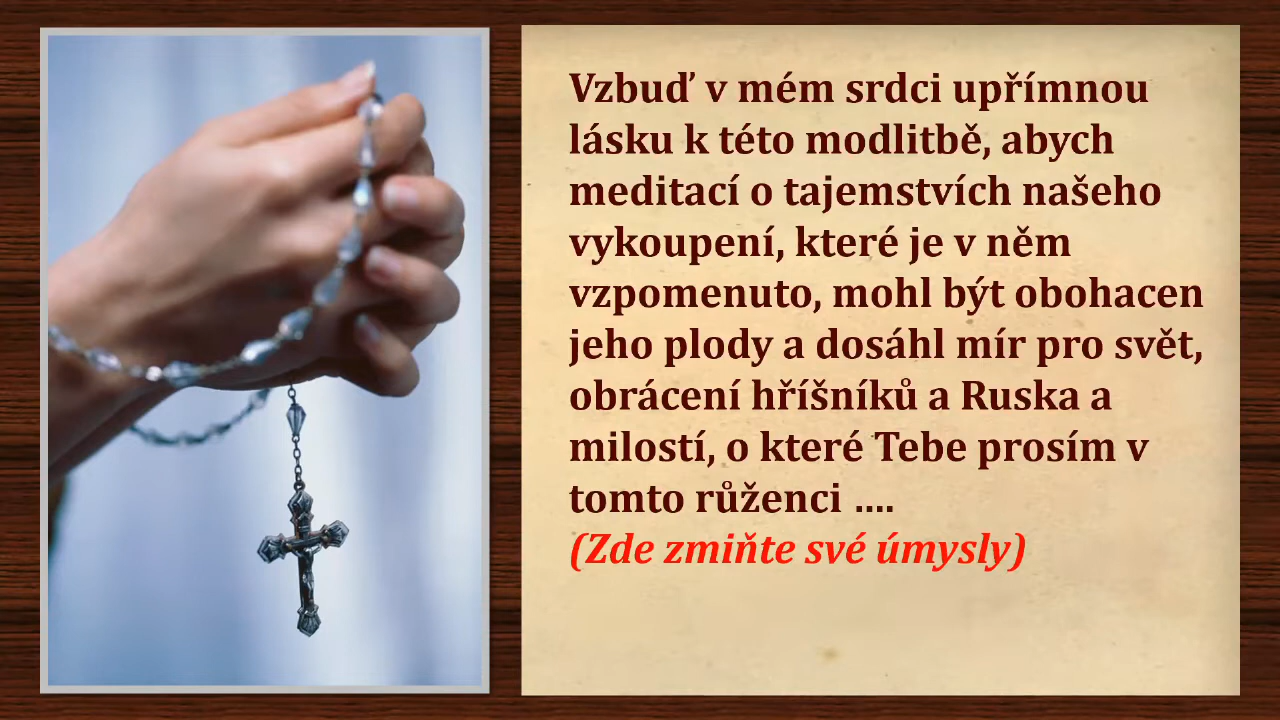 Vzbuď v mém srdci upřímnou
lásku k této modlitbě, abych
meditací o tajemstvích našeho
vykoupení, které je v něm
vzpomenuto, mohl být obohacen
jeho plody a dosáhl mír pro svět,
obrácení hříšníků a Ruska a
milostí, o které Tebe prosím v
tomto růženci ....
(Zde zmiňte své úmysly)